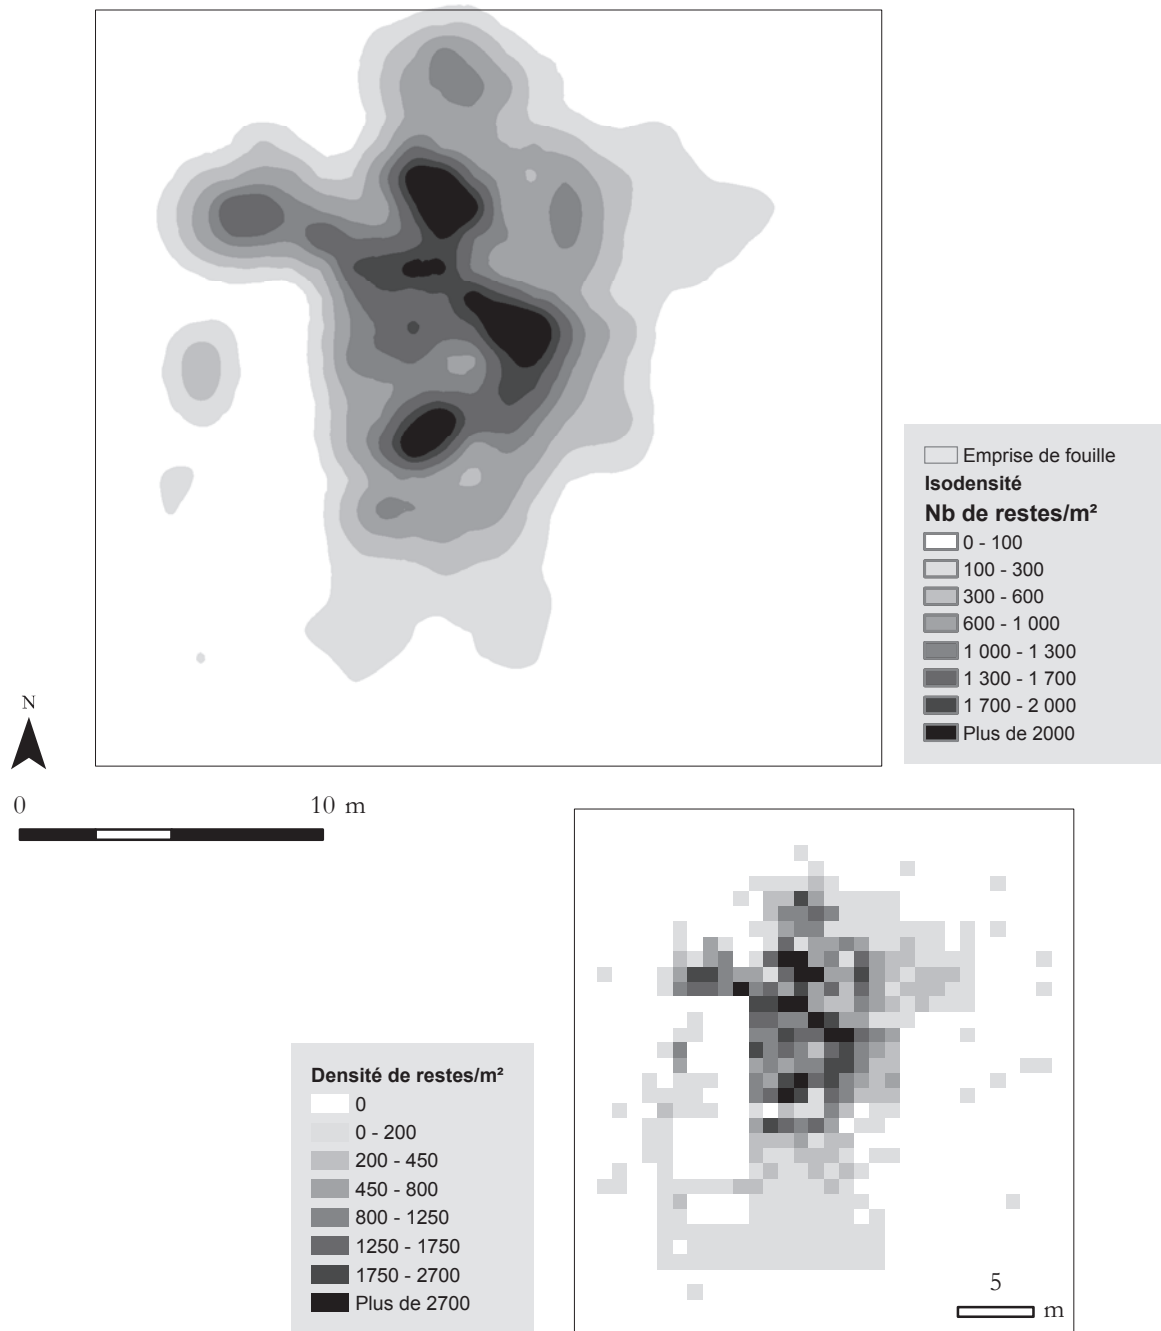 Emprise de fouille
Isodensité
Nb de restes/m²
0 - 100
100 - 300
300 - 600
600 - 1 000
1 000 - 1 300
1 300 - 1 700
1 700 - 2 000
Plus de 2000
N
0 10 m
Densité de restes/m²
0
0 - 200
200 - 450
450 - 800
800 - 1250
1250 - 1750
1750 - 2700
Plus de 2700
5
m